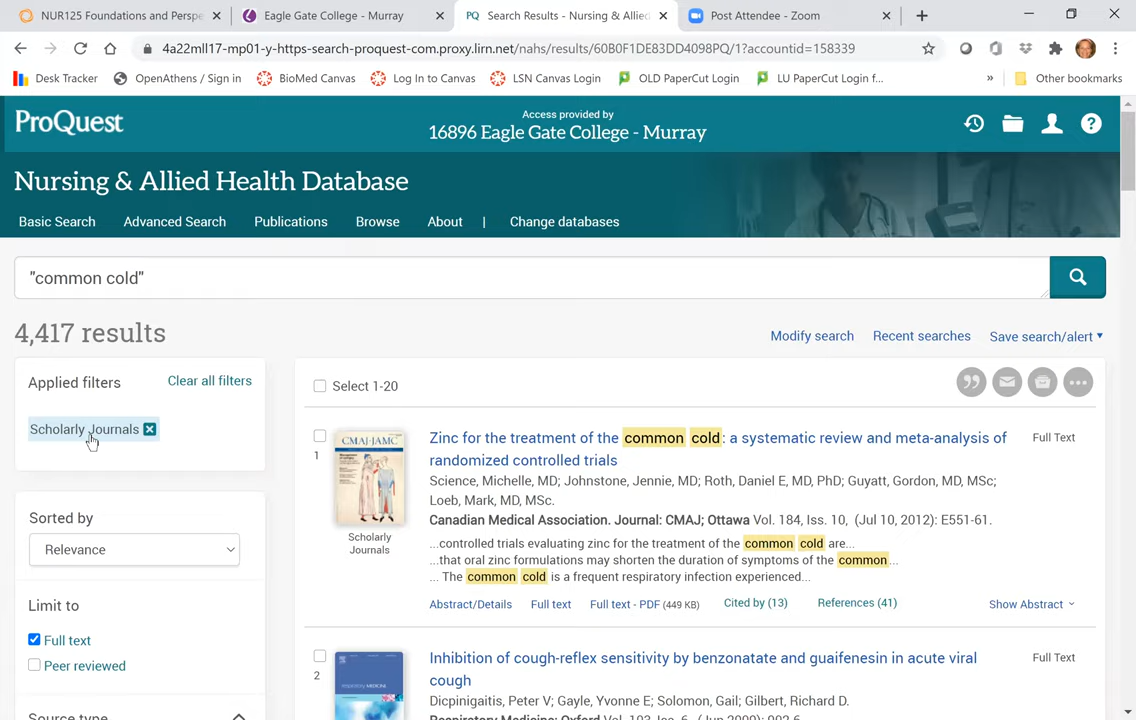 NUR125 Foundations and Perspe
Eagle Gate College - Murray
PQ Search Results - Nursing & Allied
Post Attendee - Zoom
4a22mll17-mp01-y-https-search-proquest-com.proxy.lirn.net/nahs/results/60B0F1DE83DD4098PQ/1?accountid=158339
Desk Tracker
OpenAthens / Sign in
BioMed Canvas
Log In to Canvas
LSN Canvas Login
OLD PaperCut Login
LU PaperCut Login f...
»
Other bookmarks
ProQuest
Access provided by
16896 Eagle Gate College - Murray
Nursing & Allied Health Database
Basic Search
Advanced Search
Publications
Browse
About
|
Change databases
"common cold"
4,417 results
Modify search
Recent searches
Save search/alert
Applied filters
Clear all filters
Scholarly Journals
Sorted by
Relevance
Limit to
Full text
Peer reviewed
Source type
Select 1-20
1
CMAJ·JAMC
Scholarly
Journals
Zinc for the treatment of the common cold: a systematic review and meta-analysis of
randomized controlled trials
Science, Michelle, MD; Johnstone, Jennie, MD; Roth, Daniel E, MD, PhD; Guyatt, Gordon, MD, MSc;
Loeb, Mark, MD, MSc.
Canadian Medical Association. Journal: CMAJ; Ottawa Vol. 184, Iss. 10, (Jul 10, 2012): E551-61.
...controlled trials evaluating zinc for the treatment of the common cold are...
...that oral zinc formulations may shorten the duration of symptoms of the common...
... The common cold is a frequent respiratory infection experienced...
Abstract/Details
Full text
Full text - PDF (449 KB)
Cited by (13)
References (41)
Show Abstract
Full Text
2
Inhibition of cough-reflex sensitivity by benzonatate and guaifenesin in acute viral
cough
Dicpinigaitis, Peter V; Gayle, Yvonne E; Solomon, Gail; Gilbert, Richard D.
Respiratory Medicine; Oxford Vol. 103, Iss. 6, (Jun 2009): 902-6.
Full Text